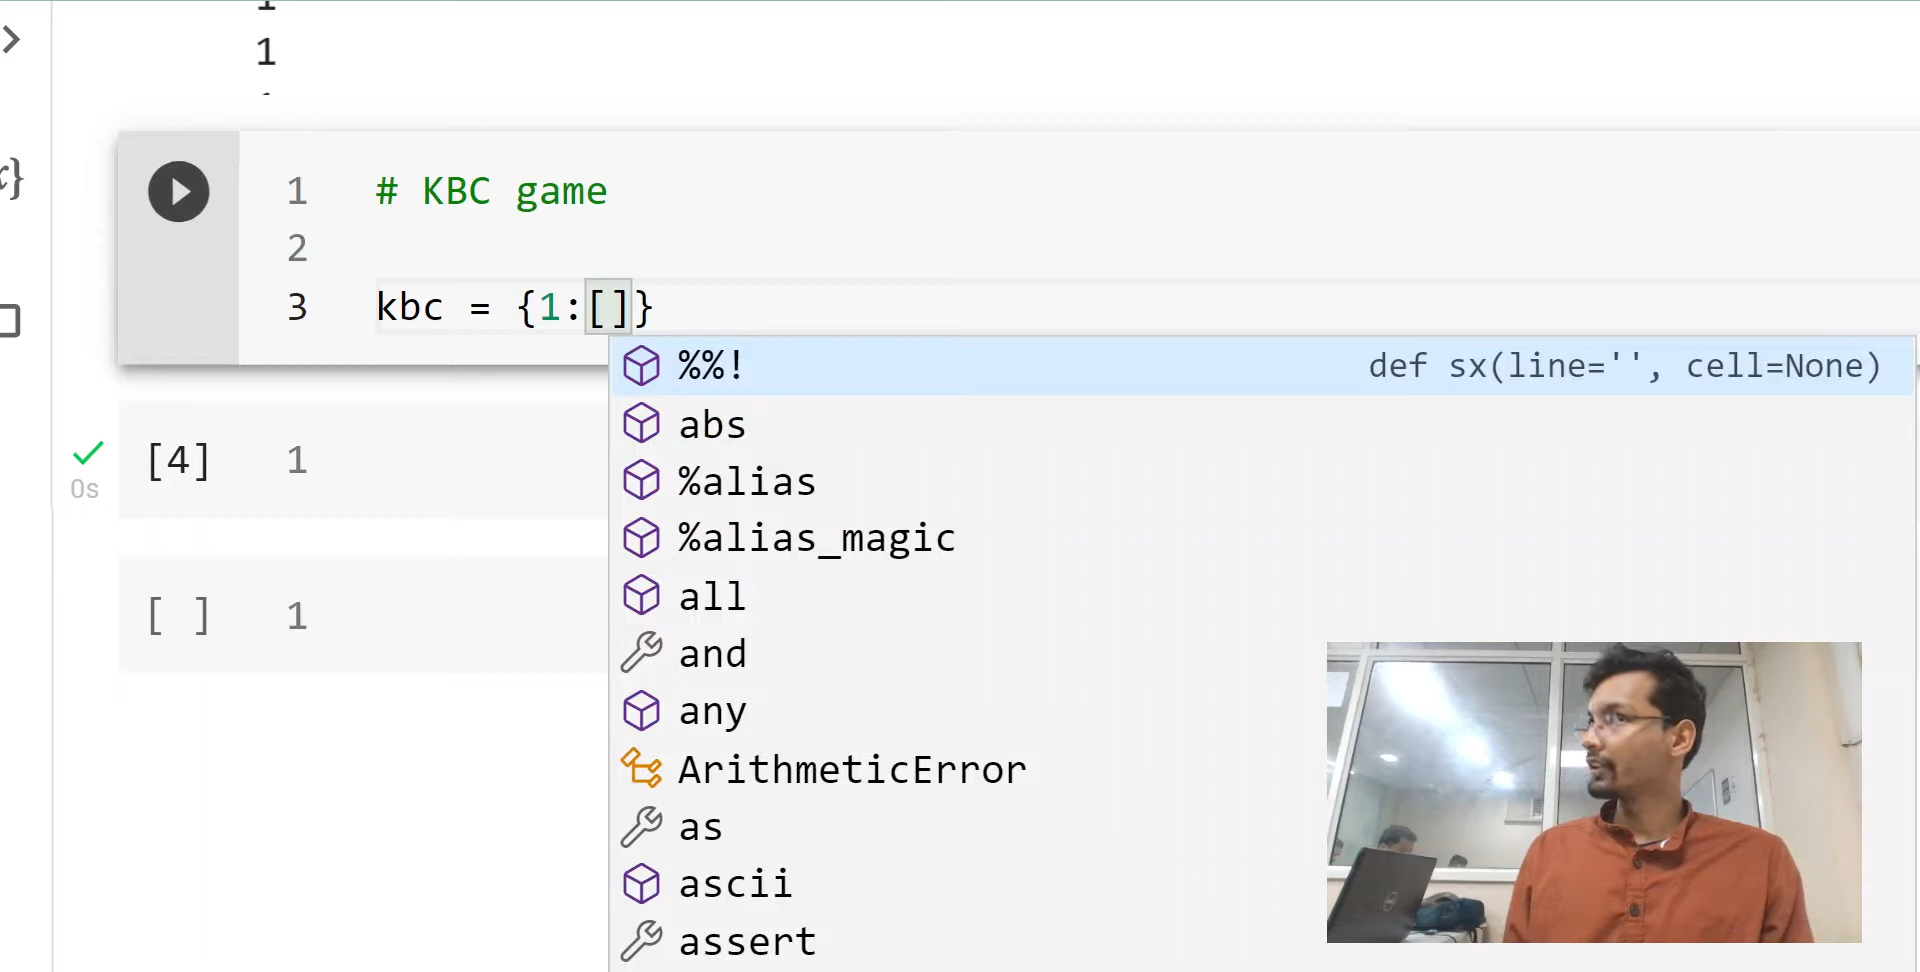 1
1 # KBC game
2
3 kbc = {1:[]}
%%! def sx(line='', cell=None)
abs
[4] 1
0s
%alias
%alias_magic
all
[ ] 1
and
any
ArithmeticError
as
ascii
assert